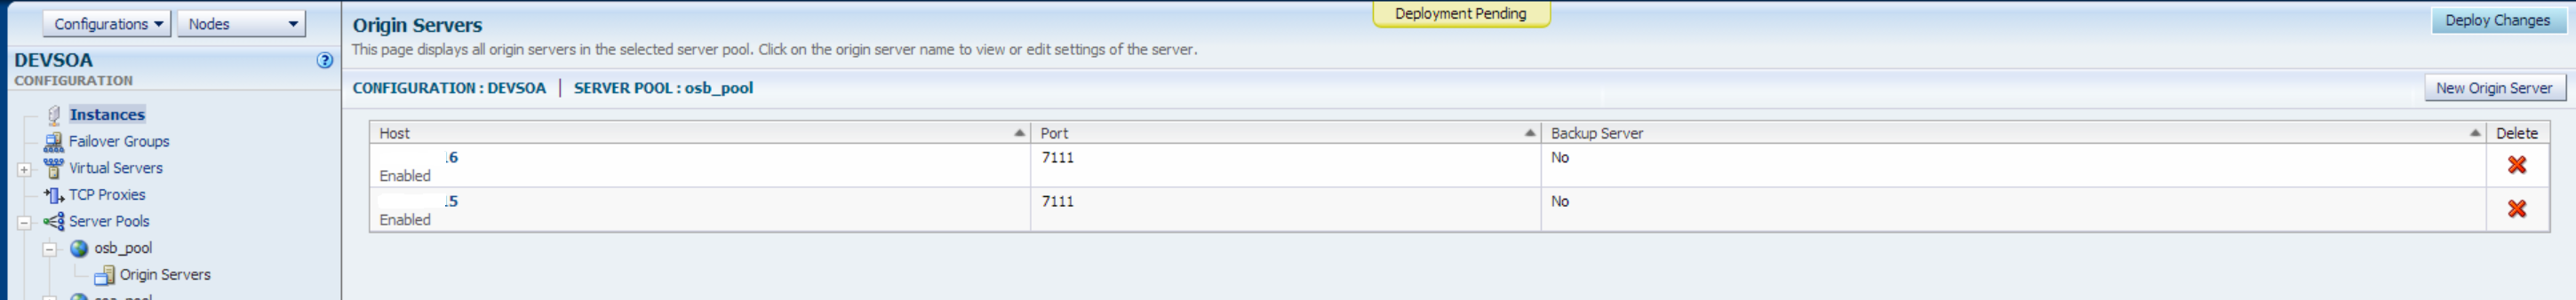 Configurations
Nodes
DEVSOA
CONFIGURATION
Instances
Failover Groups
Virtual Servers
TCP Proxies
Server Pools
osb_pool
Origin Servers
Origin Servers
This page displays all origin servers in the selected server pool. Click on the origin server name to view or edit settings of the server.
Deployment Pending
Deploy Changes
CONFIGURATION : DEVSOA | SERVER POOL : osb_pool
New Origin Server
Host Port Backup Server Delete
6 7111 No
Enabled
5 7111 No
Enabled